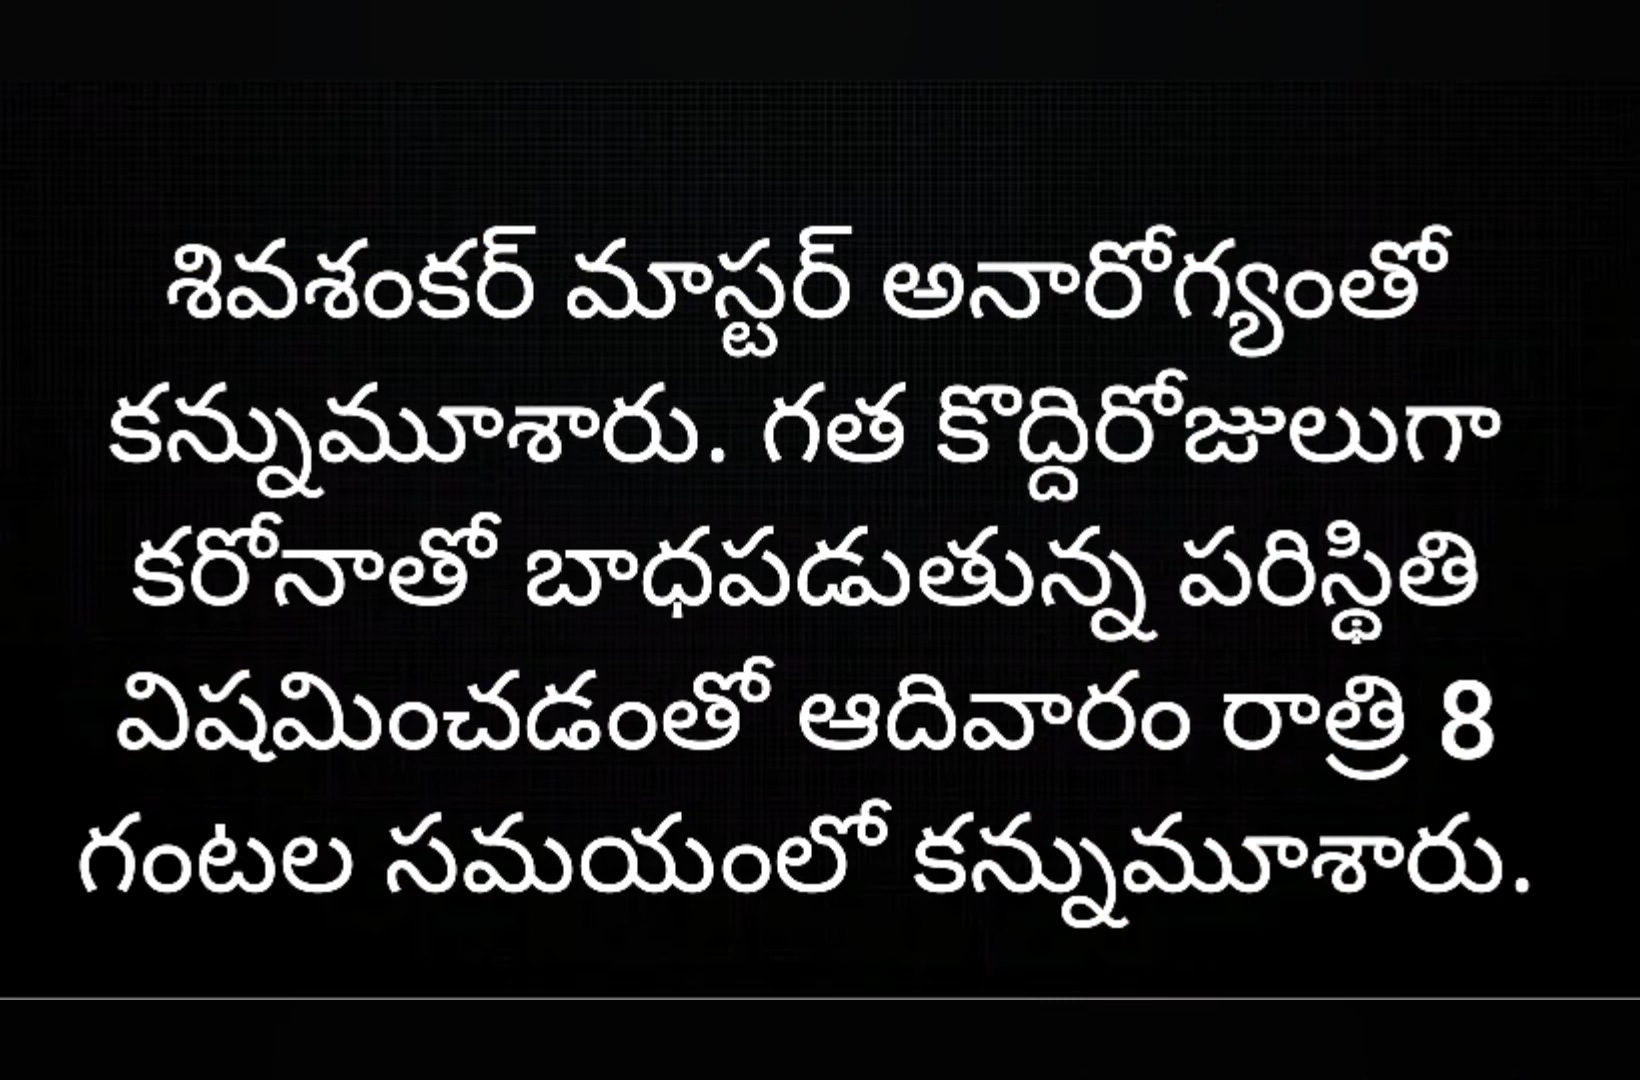 శివశంకర్ మాస్టర్ అనారోగ్యంతో
కన్నుమూశారు. గత కొద్దిరోజులుగా
కరోనాతో బాధపడుతున్న పరిస్థితి
విషమించడంతో ఆదివారం రాత్రి 8
గంటల సమయంలో కన్నుమూశారు.